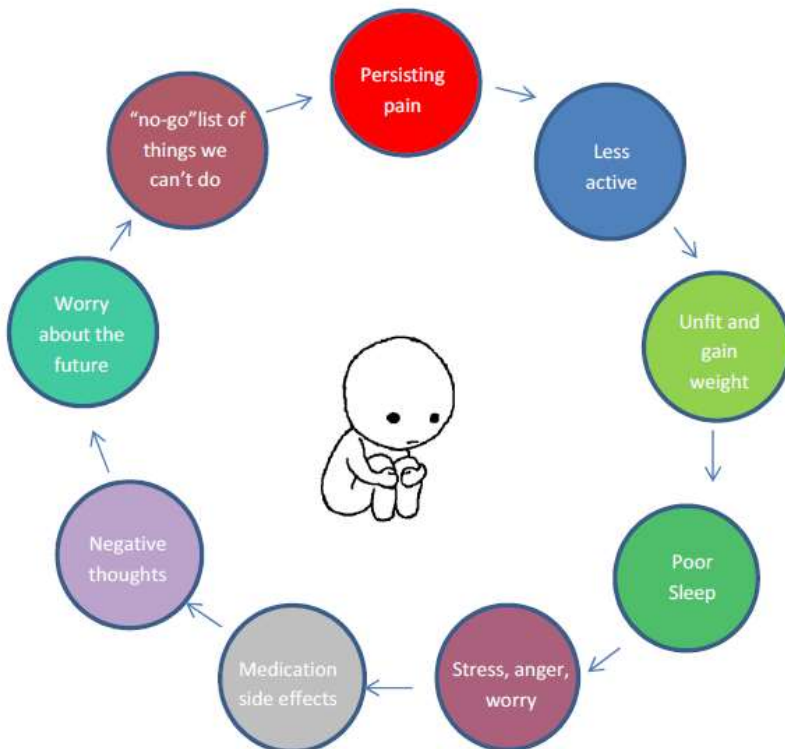 Persisting
pain
Less
active
Unfit and
gain
weight
Poor
Sleep
Stress, anger,
worry
Medication
side effects
Negative
thoughts
Worry
about the
future
“no-go”list of
things we
can’t do